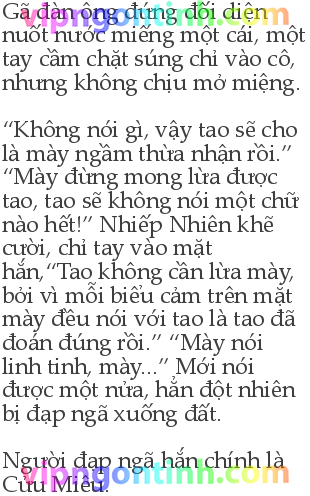 Gã đàn ông đứng đối diện
nuốt nước miếng một cái, một
tay cầm chặt súng chỉ vào cô,
nhưng không chịu mở miệng.
“Không nói gì, vậy tao sẽ cho
là mày ngầm thừa nhận rồi.”
“Mày đừng mong lừa được
tao, tao sẽ không nói một chữ
nào hết!” Nhiếp Nhiên khẽ
cười, chỉ tay vào mặt
hắn,“Tao không cần lừa mày,
bởi vì mỗi biểu cảm trên mặt
mày đều nói với tao là tao đã
đoán đúng rồi.” “Mày nói
linh tinh, mày...” Mới nói
được một nửa, hắn đột nhiên
bị đạp ngã xuống đất.
Người đạp ngã hắn chính là
Cửu Miêu.
vipngontinh.com
vipngontinh.com